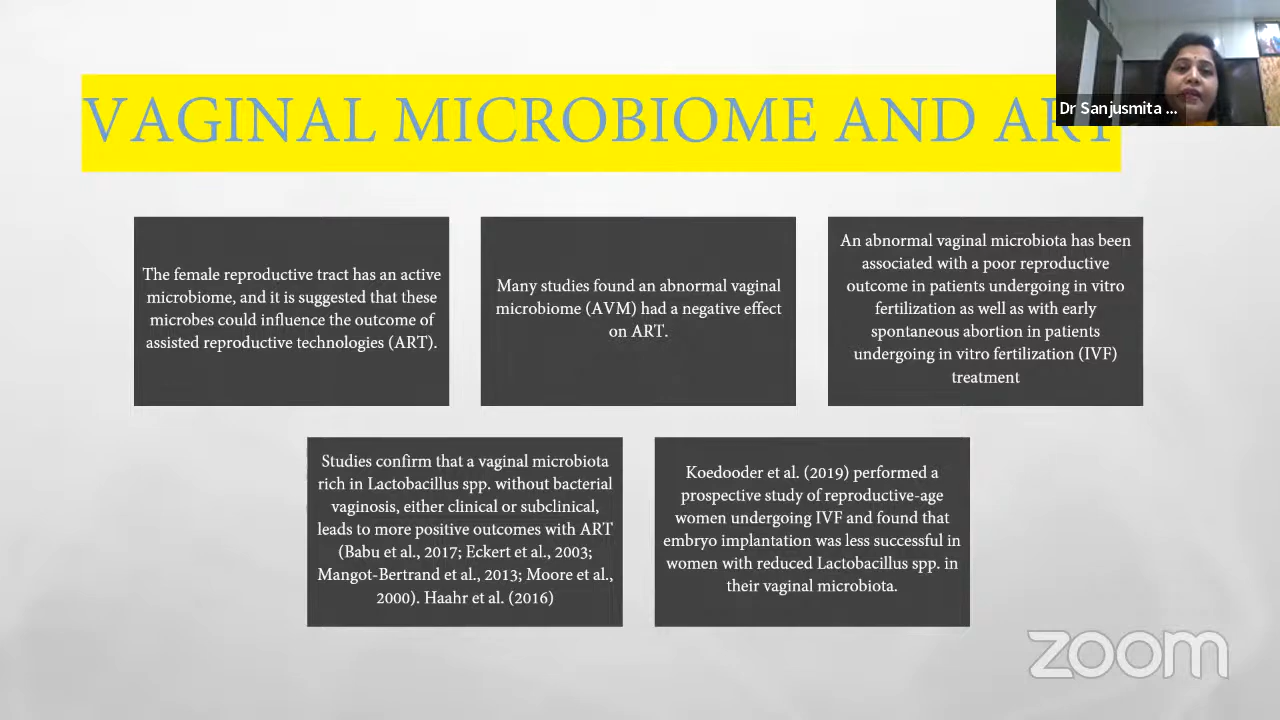 VAGINAL MICROBIOME AND ART
Dr Sanjusmita ...
The female reproductive tract has an active
microbiome, and it is suggested that these
microbes could influence the outcome of
assisted reproductive technologies (ART).
Many studies found an abnormal vaginal
microbiome (AVM) had a negative effect
on ART.
An abnormal vaginal microbiota has been
associated with a poor reproductive
outcome in patients undergoing in vitro
fertilization as well as with early
spontaneous abortion in patients
undergoing in vitro fertilization (IVF)
treatment
Studies confirm that a vaginal microbiota
rich in Lactobacillus spp. without bacterial
vaginosis, either clinical or subclinical,
leads to more positive outcomes with ART
(Babu et al., 2017; Eckert et al., 2003;
Mangot-Bertrand et al., 2013; Moore et al.,
2000). Haahr et al. (2016)
Koedooder et al. (2019) performed a
prospective study of reproductive-age
women undergoing IVF and found that
embryo implantation was less successful in
women with reduced Lactobacillus spp. in
their vaginal microbiota.
zoom